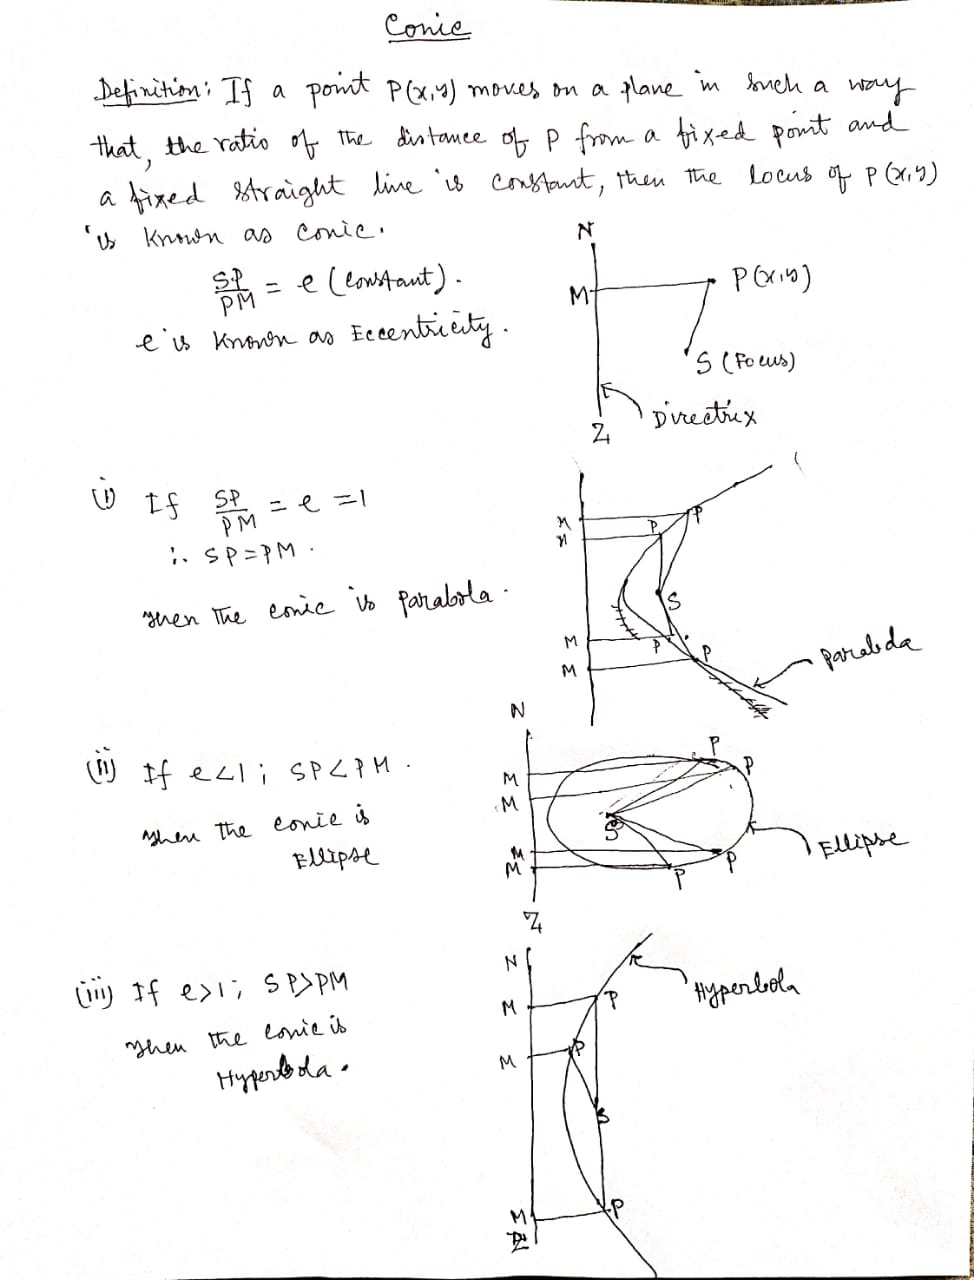 Conic
Definition: If a point P(x,y) moves on a plane in such a way
that, the ratio of the distance of P from a fixed point and
a fixed straight line is constant, then the locus of P(x,y)
is known as conic.
SP/PM = e (constant).
e is known as Eccentricity.
N
M
P(x,y)
S (Focus)
Directrix
Z
(i) If SP/PM = e = 1
∴ SP = PM.
then the conic is parabola.
M
M
P
P
S
M
P
M
P
parabola
(ii) If e<1; SP<PM.
then the conic is
Ellipse
N
P
M
P
M
S
M
P
M
P
Ellipse
Z
(iii) If e>1; SP>PM
then the conic is
Hyperbola.
N
Hyperbola
M
P
M
P
S
M
P
Z